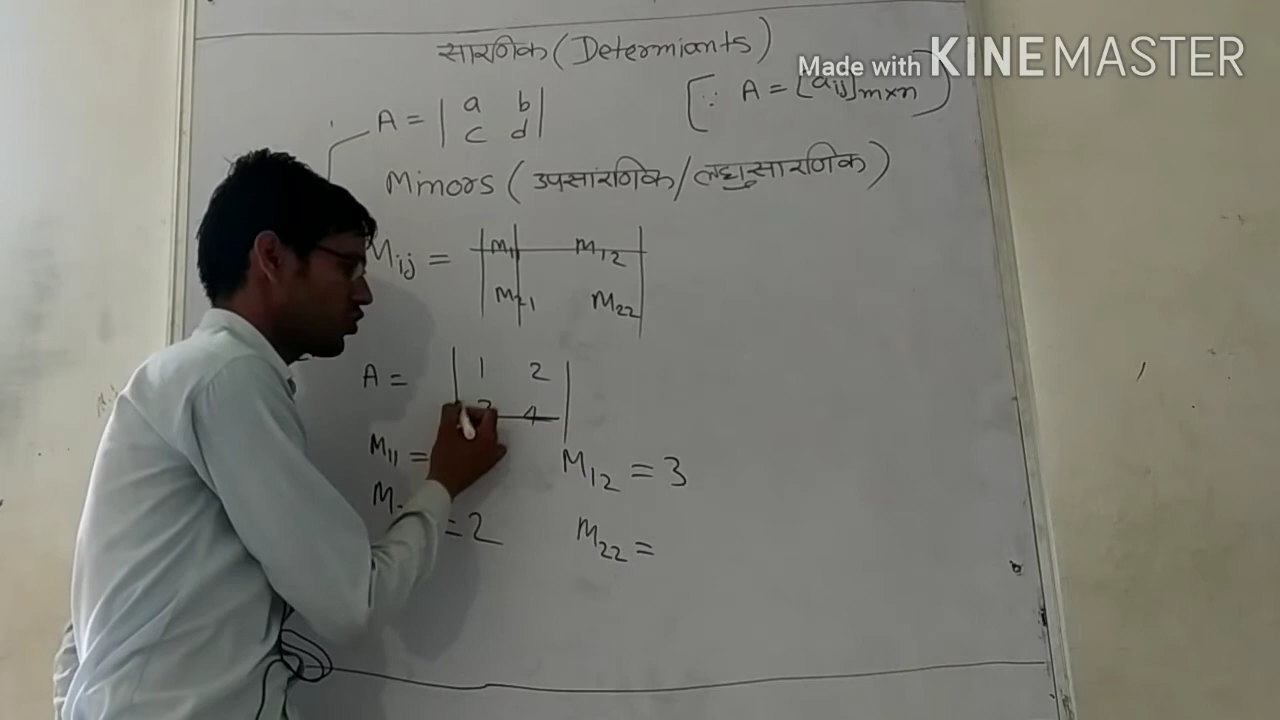 Made with KINEMASTER
सारणिक (Determiants)
A = | a b |
| c d |
[∵ A = [aij]m×n)
Minors (उपसारणिक/लघुसारणिक)
Mij = | M11 M12 |
| M21 M22 |
A = | 1 2 |
| 3 4 |
M11 =
M12 = 3
M
= 2
M22 =